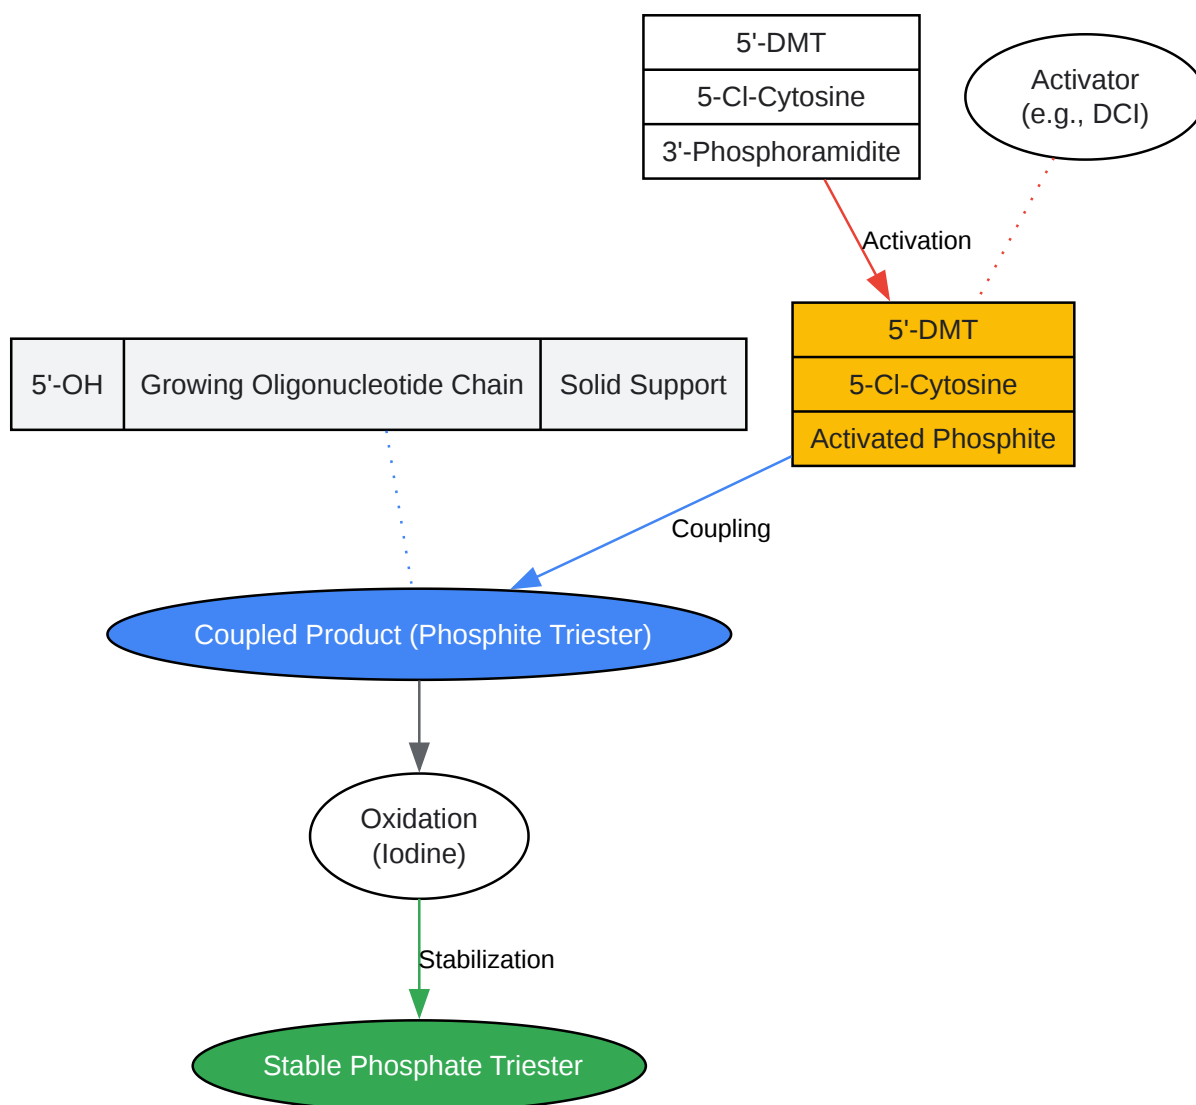 5'-DMT
5-Cl-Cytosine
3'-Phosphoramidite
Activator
(e.g., DCI)
Activation
5'-DMT
5-Cl-Cytosine
Activated Phosphite
5'-OH
Growing Oligonucleotide Chain
Solid Support
Coupling
Coupled Product (Phosphite Triester)
Oxidation
(Iodine)
Stabilization
Stable Phosphate Triester